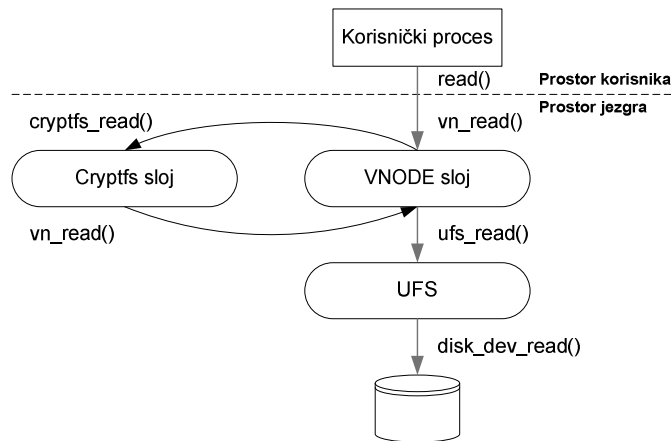 Korisnički proces
read()
Prostor korisnika
Prostor jezgra
cryptfs_read()
vn_read()
Cryptfs sloj
VNODE sloj
vn_read()
ufs_read()
UFS
disk_dev_read()